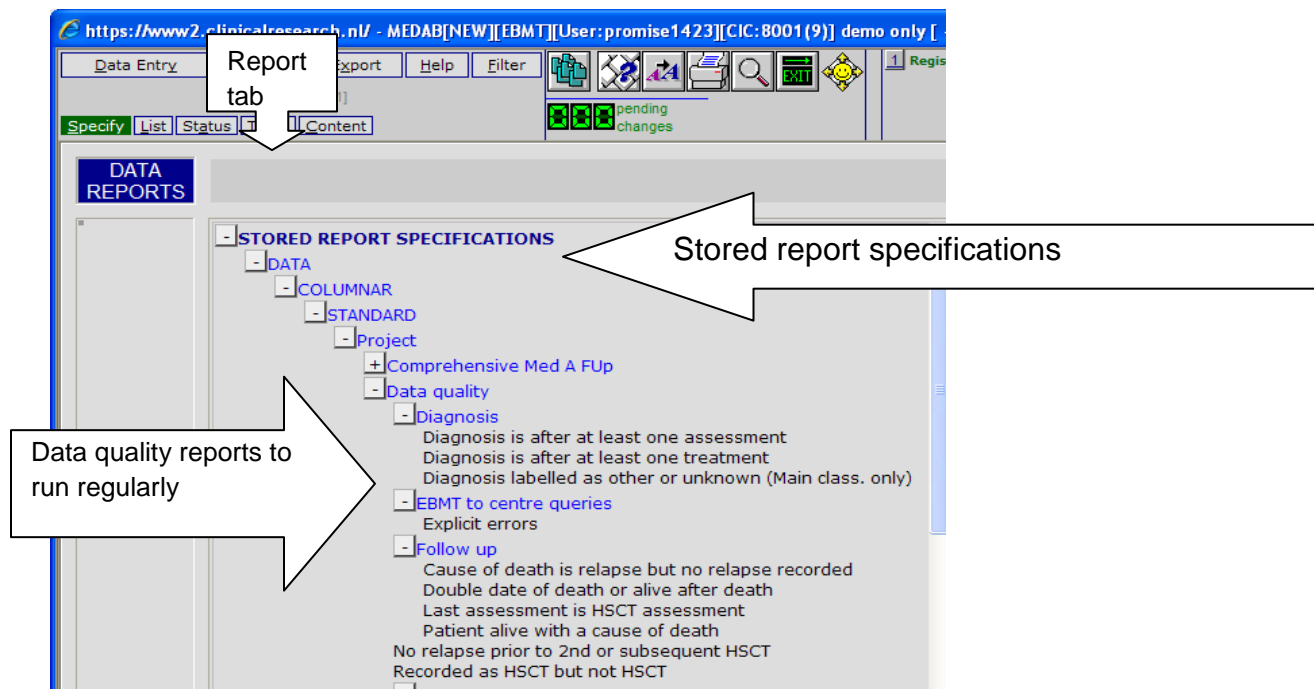 https://www2.clinicalresearch.nl/ - MEDAB[NEW][EBMT][User:promise1423][CIC:8001(9)] demo only [ -
Data Entry
Export
Help
Filter
EXIT
1 Regis
Report
tab
pending
changes
Specify
List
Status
Content
DATA
REPORTS
- STORED REPORT SPECIFICATIONS
Stored report specifications
- DATA
- COLUMNAR
- STANDARD
- Project
+ Comprehensive Med A FUp
- Data quality
- Diagnosis
Diagnosis is after at least one assessment
Diagnosis is after at least one treatment
Diagnosis labelled as other or unknown (Main class. only)
Data quality reports to
run regularly
- EBMT to centre queries
Explicit errors
- Follow up
Cause of death is relapse but no relapse recorded
Double date of death or alive after death
Last assessment is HSCT assessment
Patient alive with a cause of death
No relapse prior to 2nd or subsequent HSCT
Recorded as HSCT but not HSCT